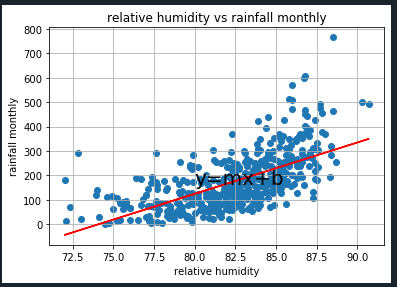 relative humidity vs rainfall monthly
800
700
600
500
400
300
200
100
0
rainfall monthly
y=mx+b
72.5 75.0 77.5 80.0 82.5 85.0 87.5 90.0
relative humidity